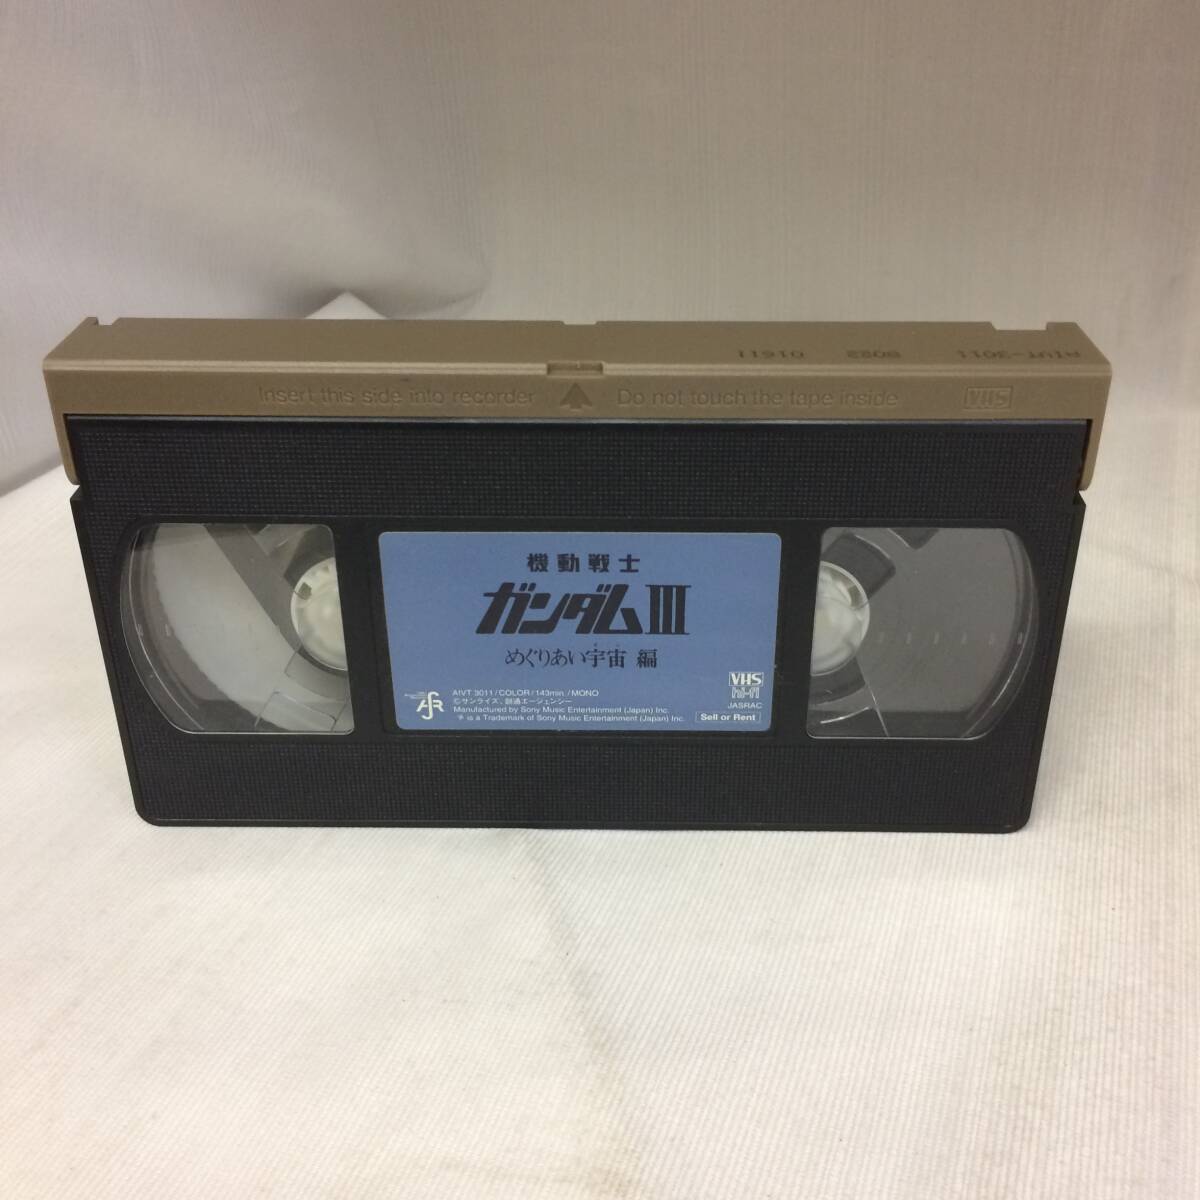 AIVT-3011 8022 01611
Insert this side into recorder Do not touch the tape inside VHS
機動戦士
ガンダムIII
めぐりあい宇宙 編
AIVT 3011/COLOR/143min./MONO
©サンライズ、創通エージェンシー
Manufactured by Sony Music Entertainment (Japan) Inc.
is a Trademark of Sony Music Entertainment (Japan) Inc.
VHS
hi-fi
JASRAC
Sell or Rent